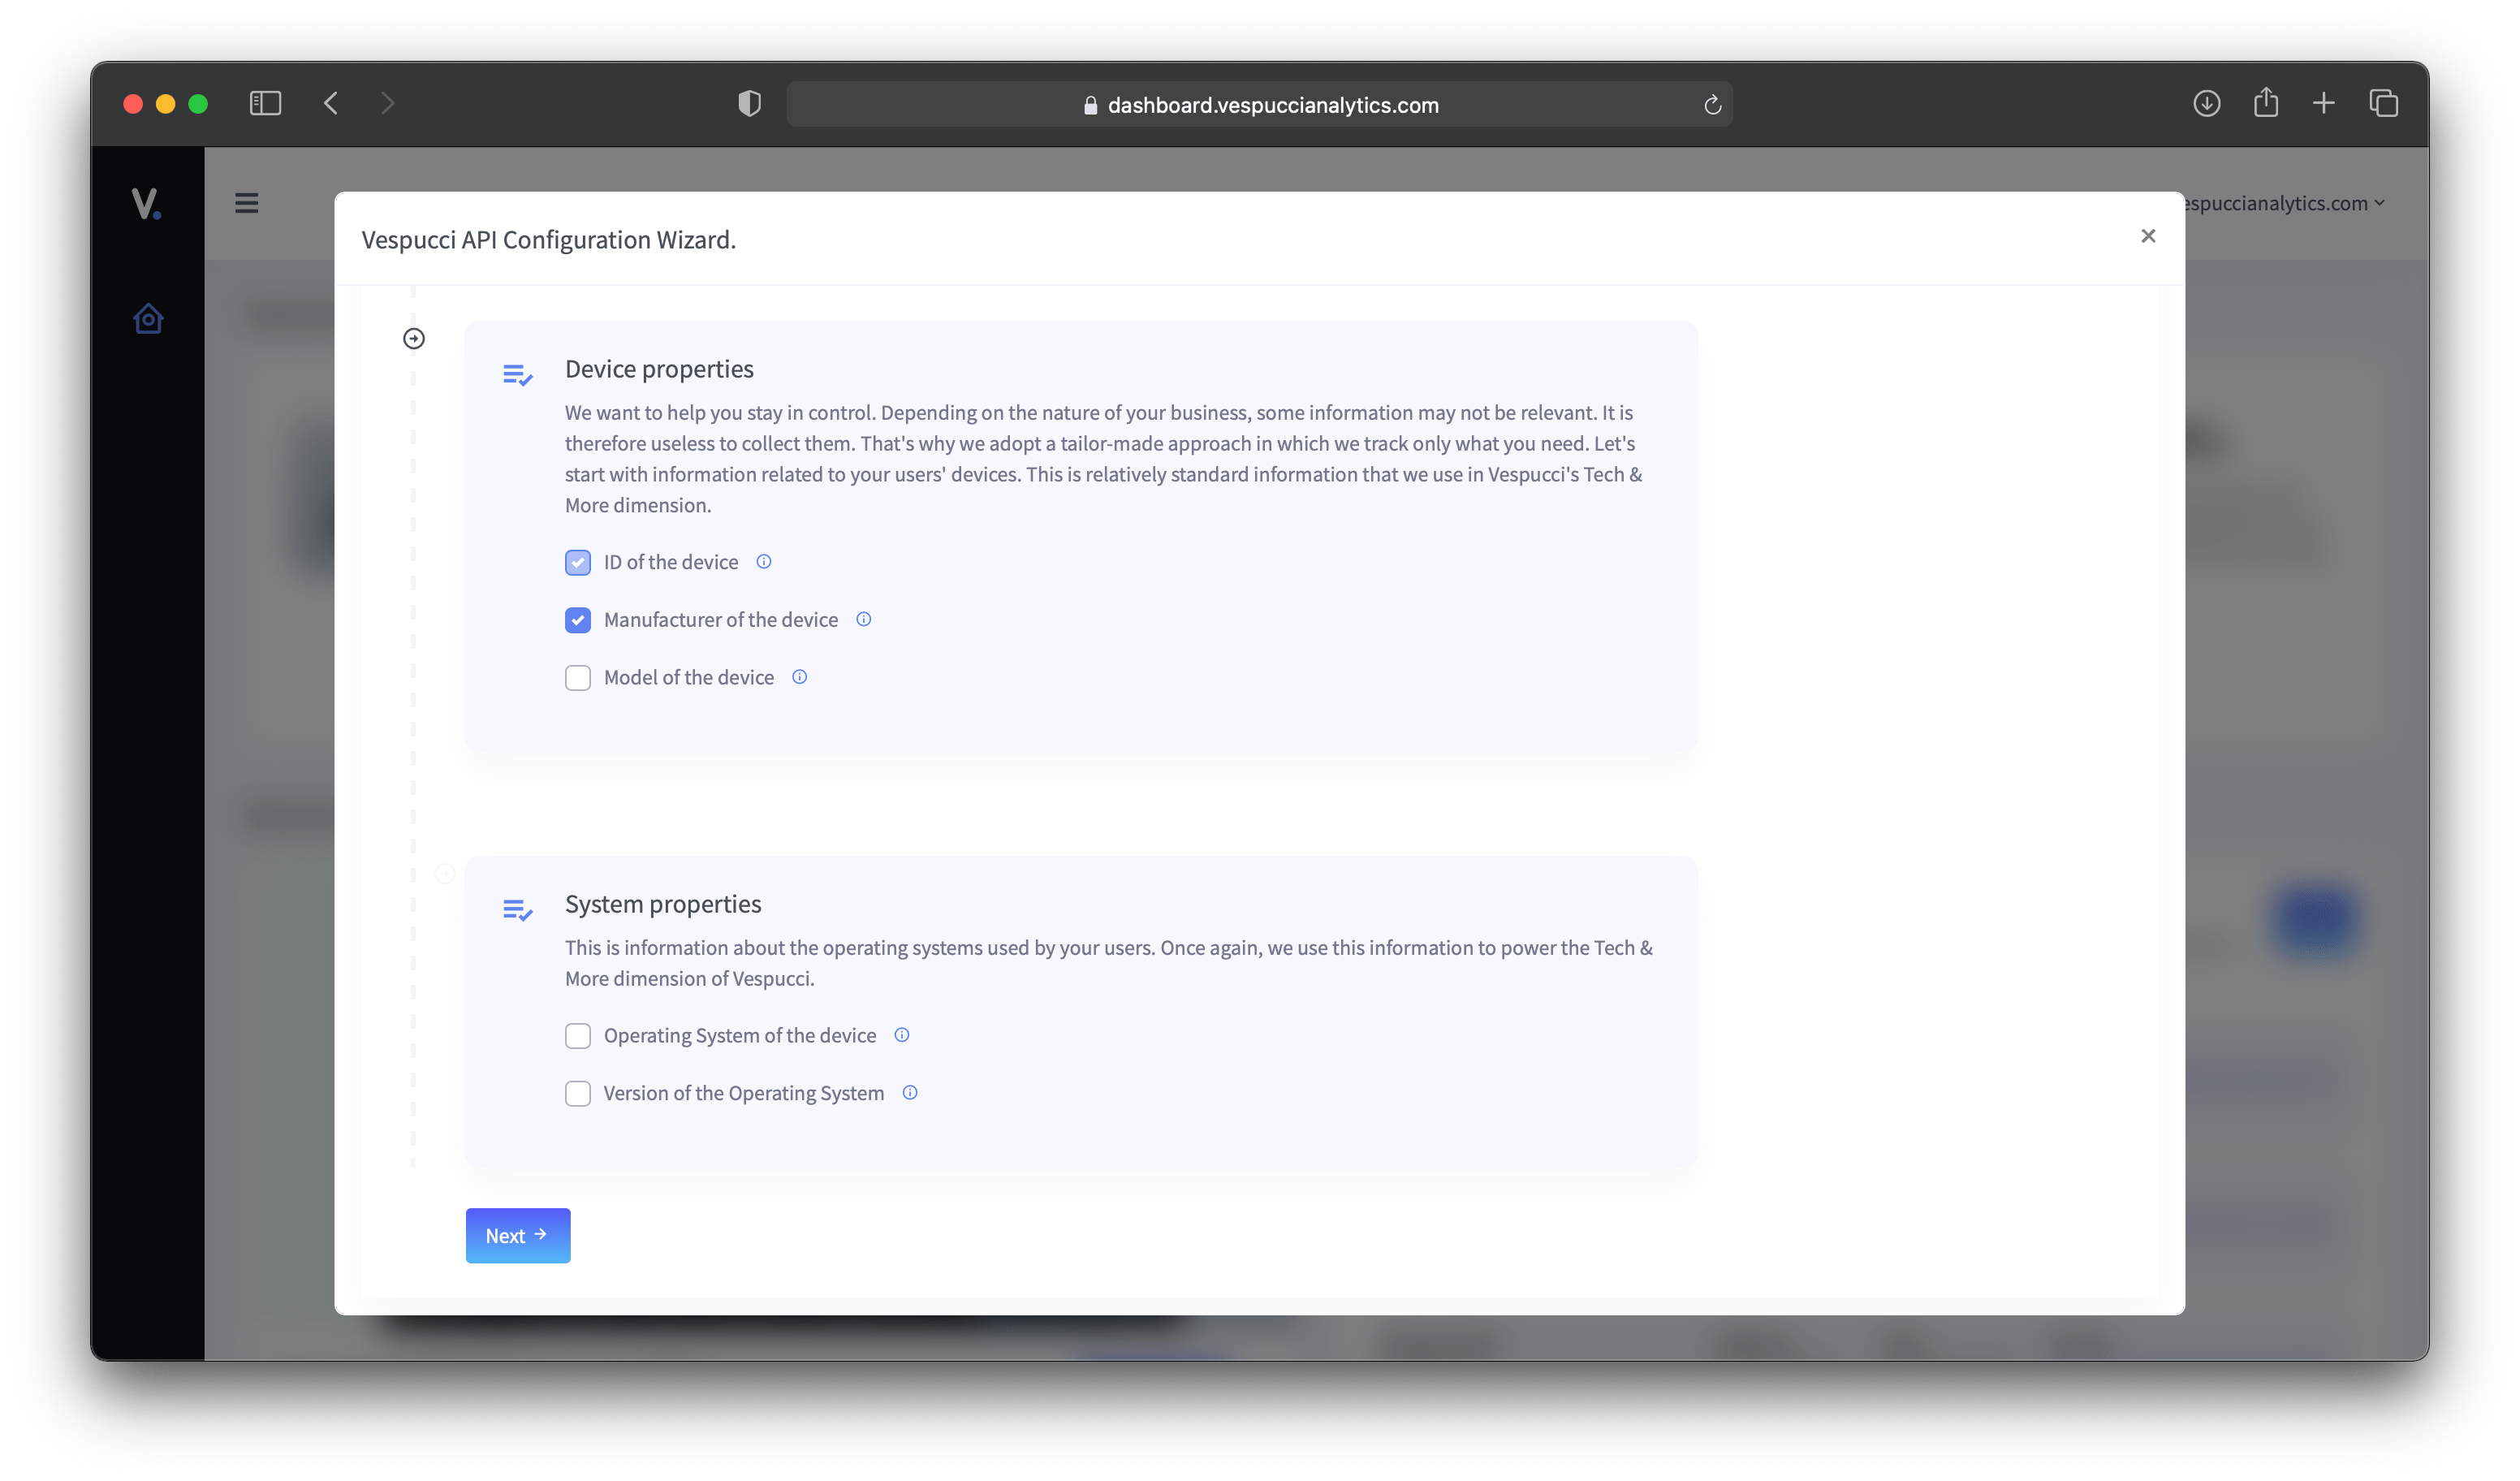 dashboard.vespuccianalytics.com
V.
espuccianalytics.com
Vespucci API Configuration Wizard.
Device properties
We want to help you stay in control. Depending on the nature of your business, some information may not be relevant. It is
therefore useless to collect them. That's why we adopt a tailor-made approach in which we track only what you need. Let's
start with information related to your users' devices. This is relatively standard information that we use in Vespucci's Tech &
More dimension.
ID of the device
Manufacturer of the device
Model of the device
System properties
This is information about the operating systems used by your users. Once again, we use this information to power the Tech &
More dimension of Vespucci.
Operating System of the device
Version of the Operating System
Next